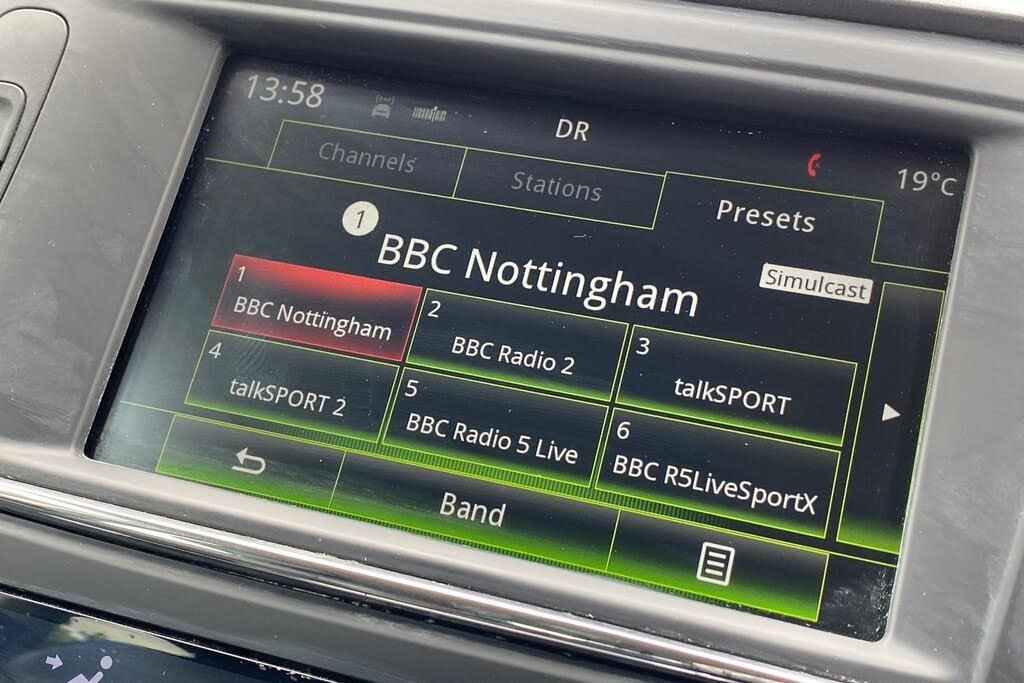 13:58
DR
19°C
Channels
Stations
Presets
1
BBC Nottingham
Simulcast
1
BBC Nottingham
2
BBC Radio 2
3
talkSPORT
4
talkSPORT 2
5
BBC Radio 5 Live
6
BBC R5LiveSportX
Band